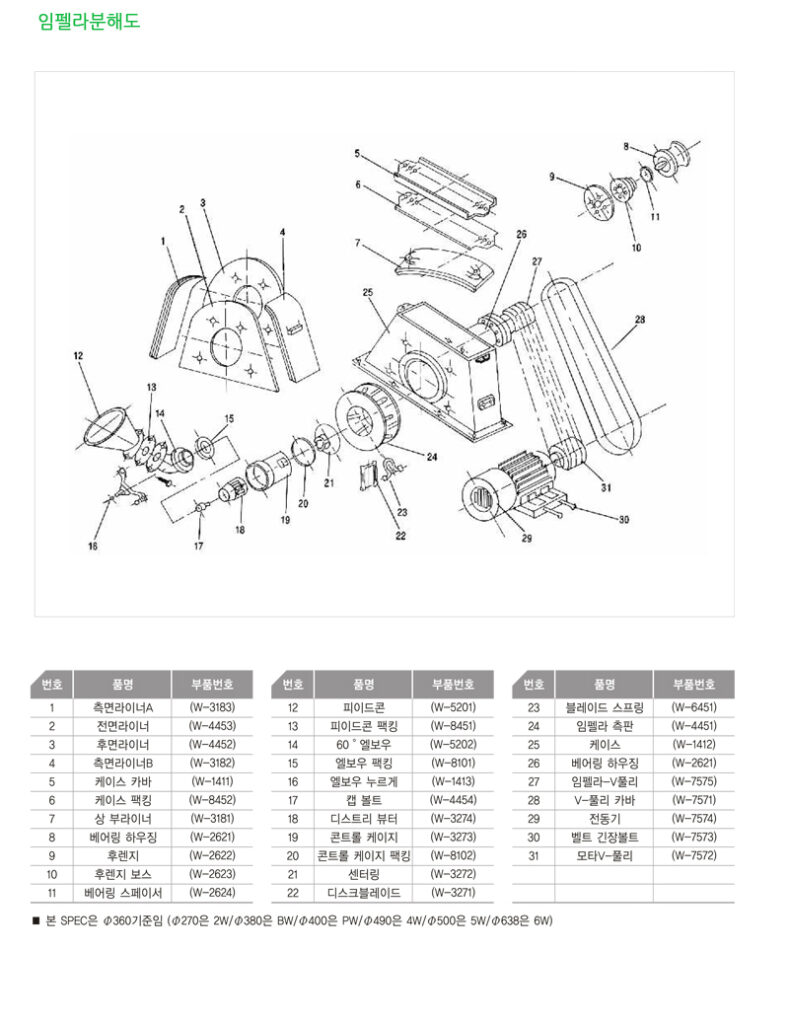 임펠라분해도
5
8
6
9
3
2
26
11
4
1
10
7
27
25
28
12
13
14
15
24
21
31
20
23
19
18
30
22
29
16
17
번호 품명 부품번호
1 측면라이너A (W-3183)
2 전면라이너 (W-4453)
3 후면라이너 (W-4452)
4 측면라이너B (W-3182)
5 케이스 카바 (W-1411)
6 케이스 팩킹 (W-8452)
7 상 부라이너 (W-3181)
8 베어링 하우징 (W-2621)
9 후렌지 (W-2622)
10 후렌지 보스 (W-2623)
11 베어링 스페이서 (W-2624)
번호 품명 부품번호
12 피이드콘 (W-5201)
13 피이드콘 팩킹 (W-8451)
14 60˚엘보우 (W-5202)
15 엘보우 팩킹 (W-8101)
16 엘보우 누르게 (W-1413)
17 캡 볼트 (W-4454)
18 디스트리 뷰터 (W-3274)
19 콘트롤 케이지 (W-3273)
20 콘트롤 케이지 팩킹 (W-8102)
21 센터링 (W-3272)
22 디스크블레이드 (W-3271)
번호 품명 부품번호
23 블레이드 스프링 (W-6451)
24 임펠라 측판 (W-4451)
25 케이스 (W-1412)
26 베어링 하우징 (W-2621)
27 임펠라-V풀리 (W-7575)
28 V-풀리 카바 (W-7571)
29 전동기 (W-7574)
30 벨트 긴장볼트 (W-7573)
31 모타V-풀리 (W-7572)
■ 본 SPEC은 Φ360기준임 (Φ270은 2W/Φ380은 BW/Φ400은 PW/Φ490은 4W/Φ500은 5W/Φ638은 6W)